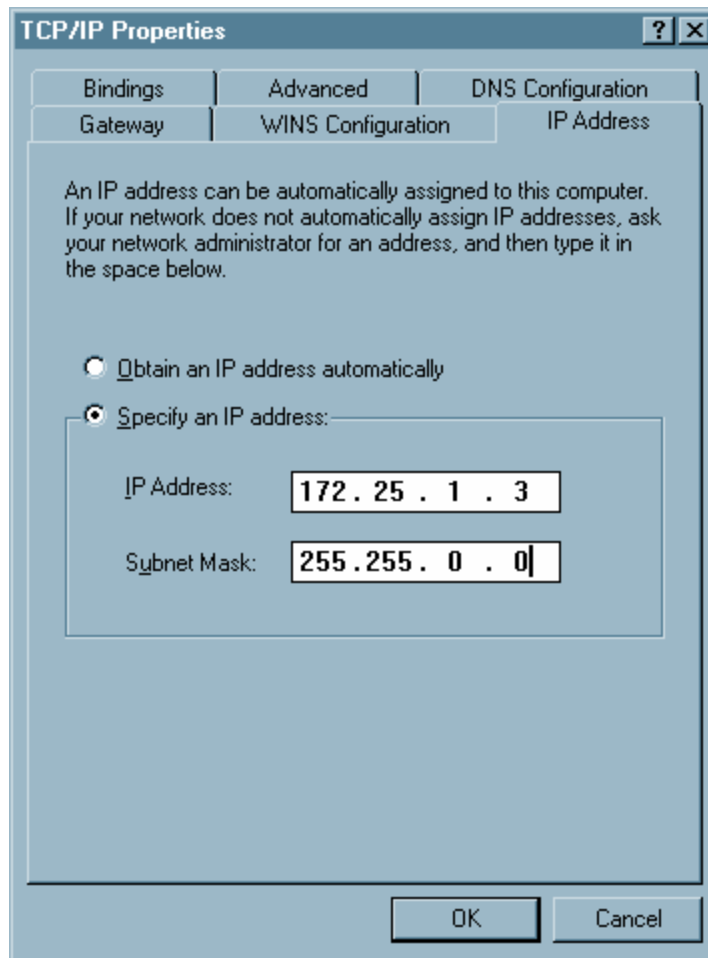 TCP/IP Properties
Bindings Advanced DNS Configuration
Gateway WINS Configuration IP Address
An IP address can be automatically assigned to this computer.
If your network does not automatically assign IP addresses, ask
your network administrator for an address, and then type it in
the space below.
Obtain an IP address automatically
Specify an IP address:
IP Address: 172 . 25 . 1 . 3
Subnet Mask: 255 . 255 . 0 . 0
OK Cancel